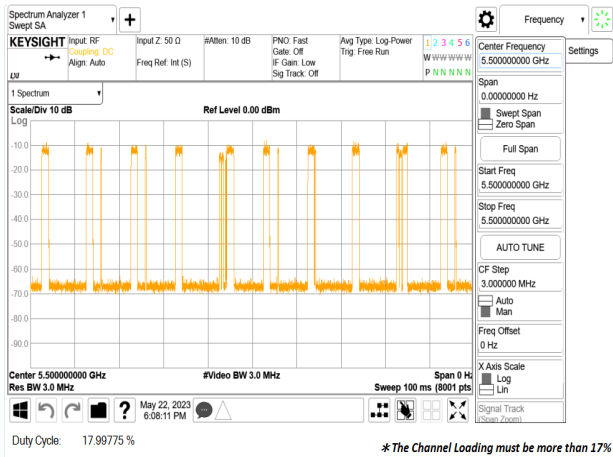 Spectrum Analyzer 1
Swept SA
Frequency
KEYSIGHT
Input: RF
Coupling: DC
Align: Auto
Input Z: 50 Ω
Freq Ref: Int (S)
#Atten: 10 dB
PNO: Fast
Gate: Off
IF Gain: Low
Sig Track: Off
Avg Type: Log-Power
Trig: Free Run
1 2 3 4 5 6
W W W W W W
P N N N N N
LXI
1 Spectrum
Scale/Div 10 dB
Ref Level 0.00 dBm
Log
-10.0
-20.0
-30.0
-40.0
-50.0
-60.0
-70.0
-80.0
-90.0
Center 5.500000000 GHz
#Video BW 3.0 MHz
Span 0 Hz
Res BW 3.0 MHz
Sweep 100 ms (8001 pts
Center Frequency
5.500000000 GHz
Settings
Span
0.00000000 Hz
Swept Span
Zero Span
Full Span
Start Freq
5.500000000 GHz
Stop Freq
5.500000000 GHz
AUTO TUNE
CF Step
3.000000 MHz
Auto
Man
Freq Offset
0 Hz
X Axis Scale
Log
Lin
Signal Track
(Span Zoom)
?
May 22, 2023
6:08:11 PM
Duty Cycle: 17.99775 %
* The Channel Loading must be more than 17%